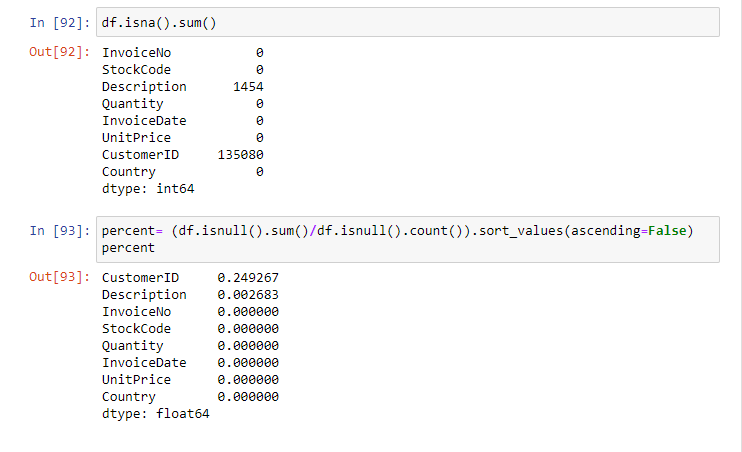 In [92]: df.isna().sum()
Out[92]: InvoiceNo 0
StockCode 0
Description 1454
Quantity 0
InvoiceDate 0
UnitPrice 0
CustomerID 135080
Country 0
dtype: int64
In [93]: percent= (df.isnull().sum()/df.isnull().count()).sort_values(ascending=False)
percent
Out[93]: CustomerID 0.249267
Description 0.002683
InvoiceNo 0.000000
StockCode 0.000000
Quantity 0.000000
InvoiceDate 0.000000
UnitPrice 0.000000
Country 0.000000
dtype: float64